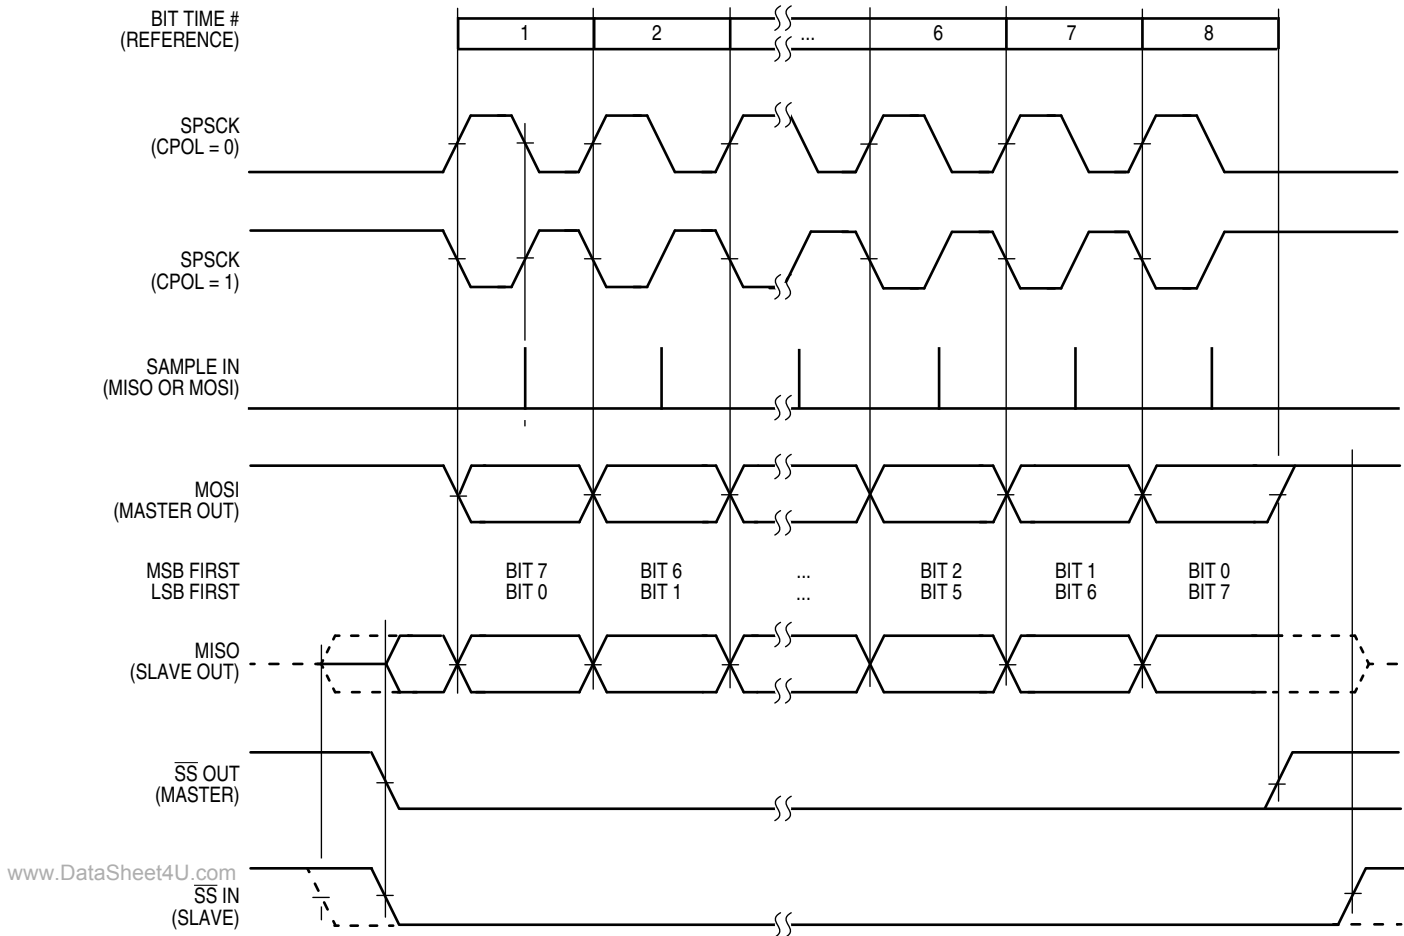 BIT TIME #
(REFERENCE)
1 2 ... 6 7 8
SPSCK
(CPOL = 0)
SPSCK
(CPOL = 1)
SAMPLE IN
(MISO OR MOSI)
MOSI
(MASTER OUT)
MSB FIRST BIT 7 BIT 6 ... BIT 2 BIT 1 BIT 0
LSB FIRST BIT 0 BIT 1 ... BIT 5 BIT 6 BIT 7
MISO
(SLAVE OUT)
SS OUT
(MASTER)
www.DataSheet4U.com
SS IN
(SLAVE)